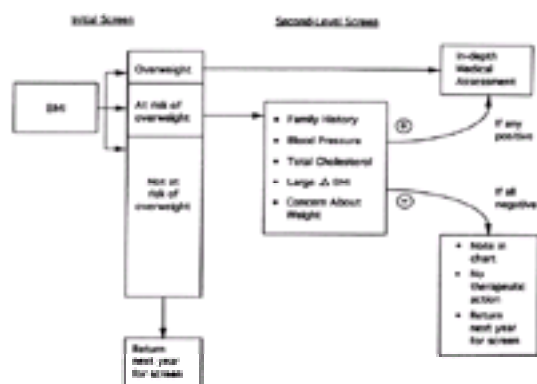 Initial Screen
Second-Level Screen
BMI
Overweight
At risk of
overweight
Not at
risk of
overweight
Return
next year
for screen
Family History
Blood Pressure
Total Cholesterol
Large Δ BMI
Concern About
Weight
+
If any
positive
In-depth
Medical
Assessment
−
If all
negative
Note in
chart
No
therapeutic
action
Return
next year
for screen